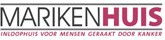 MARIKENHUIS
INLOOPHUIS VOOR MENSEN GERAAKT DOOR KANKER